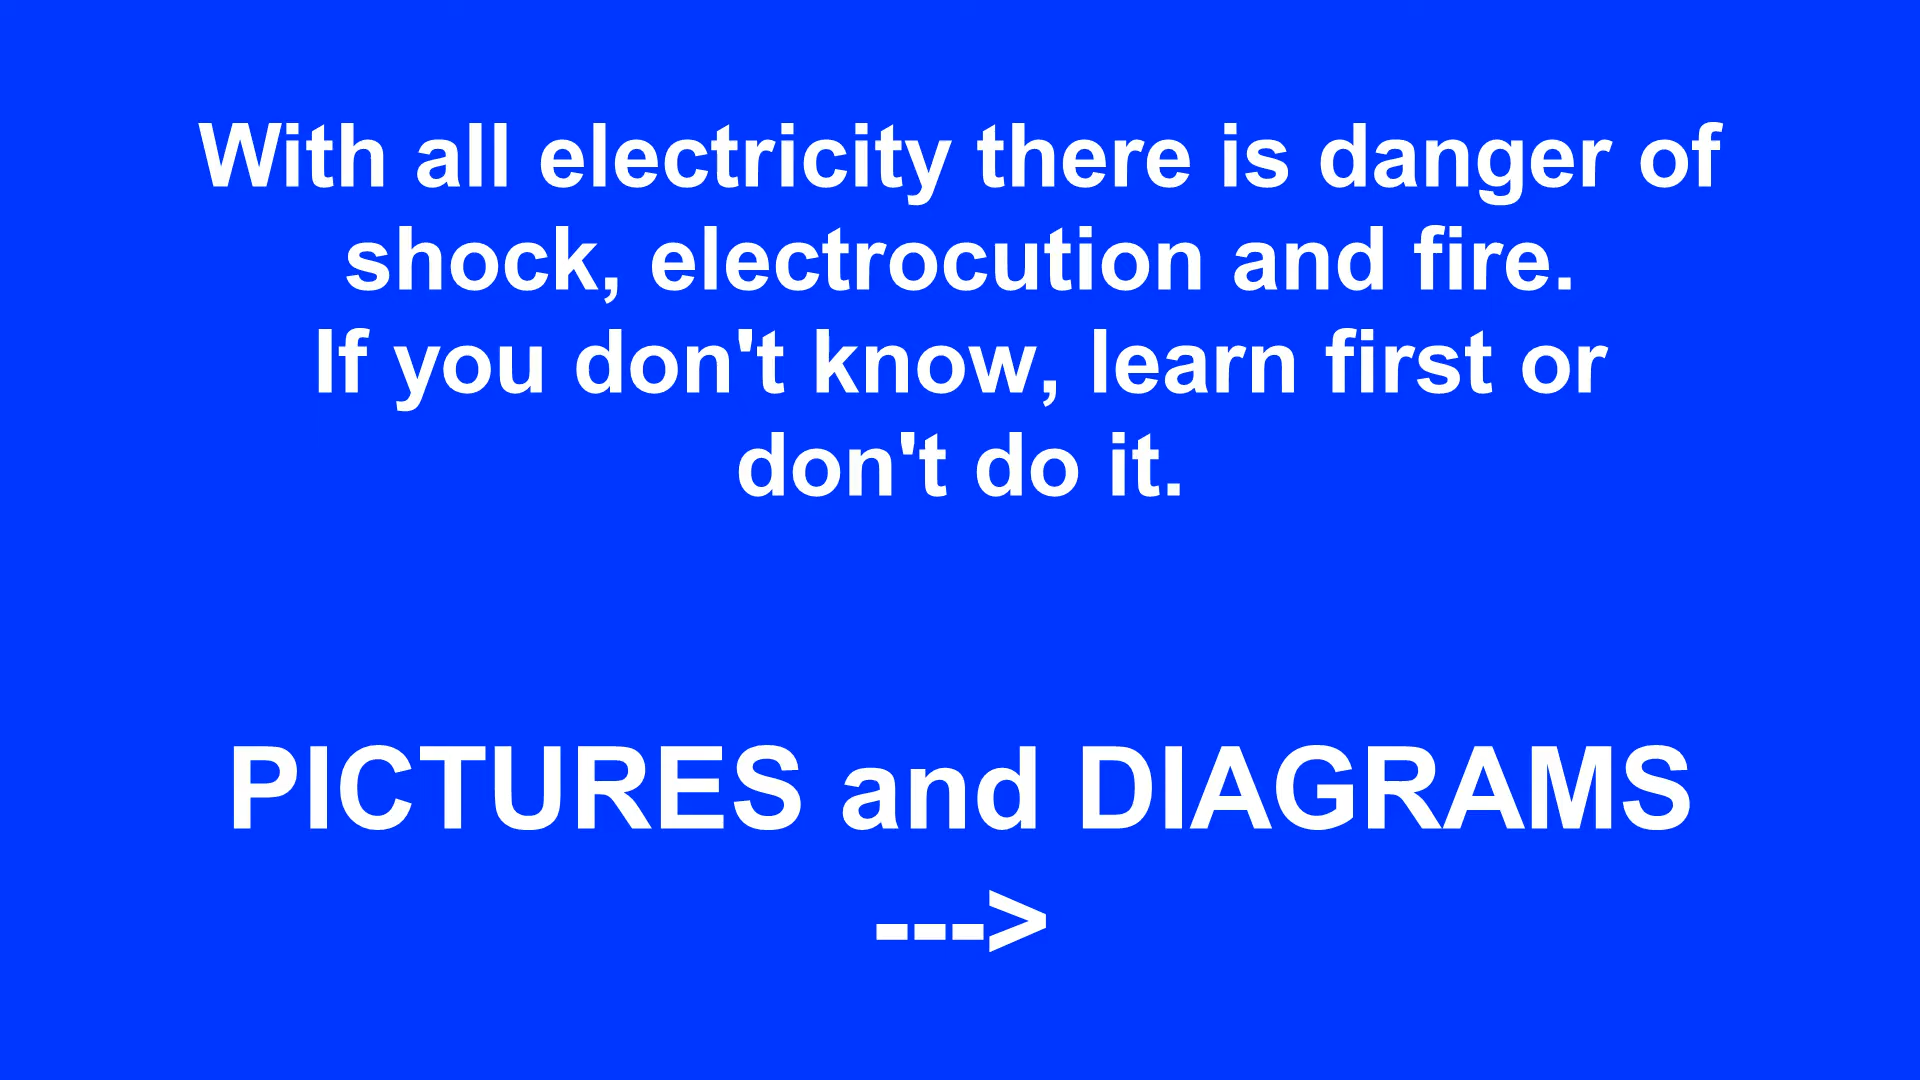 With all electricity there is danger of
shock, electrocution and fire.
If you don't know, learn first or
don't do it.
PICTURES and DIAGRAMS
--->